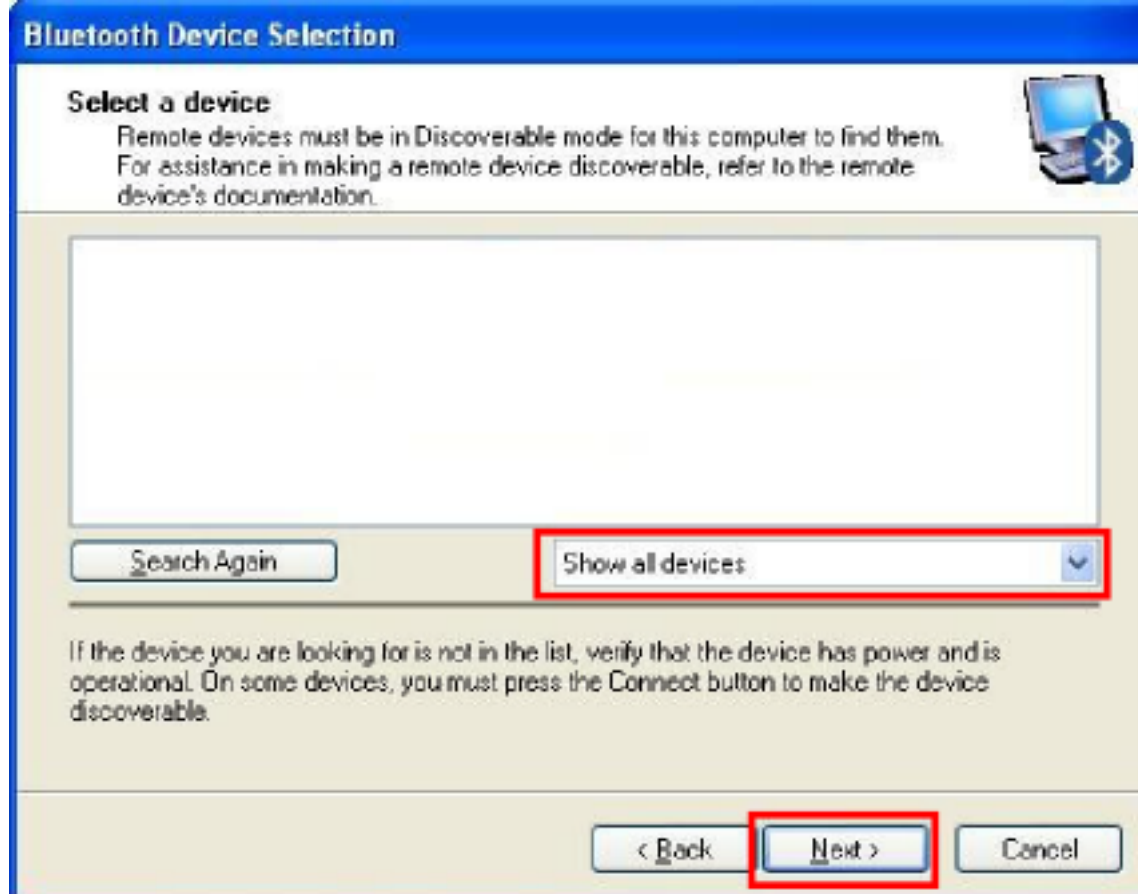 Bluetooth Device Selection
Select a device
Remote devices must be in Discoverable mode for this computer to find them.
For assistance in making a remote device discoverable, refer to the remote
device's documentation.
Search Again
Show all devices
If the device you are looking for is not in the list, verify that the device has power and is
operational. On some devices, you must press the Connect button to make the device
discoverable.
< Back
Next >
Cancel